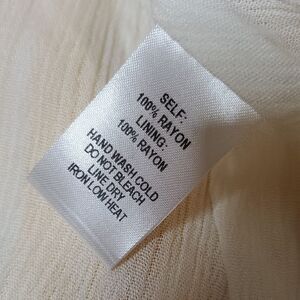 SELF:
100% RAYON
LINING:
100% RAYON
HAND WASH COLD
DO NOT BLEACH
LINE DRY
IRON LOW HEAT